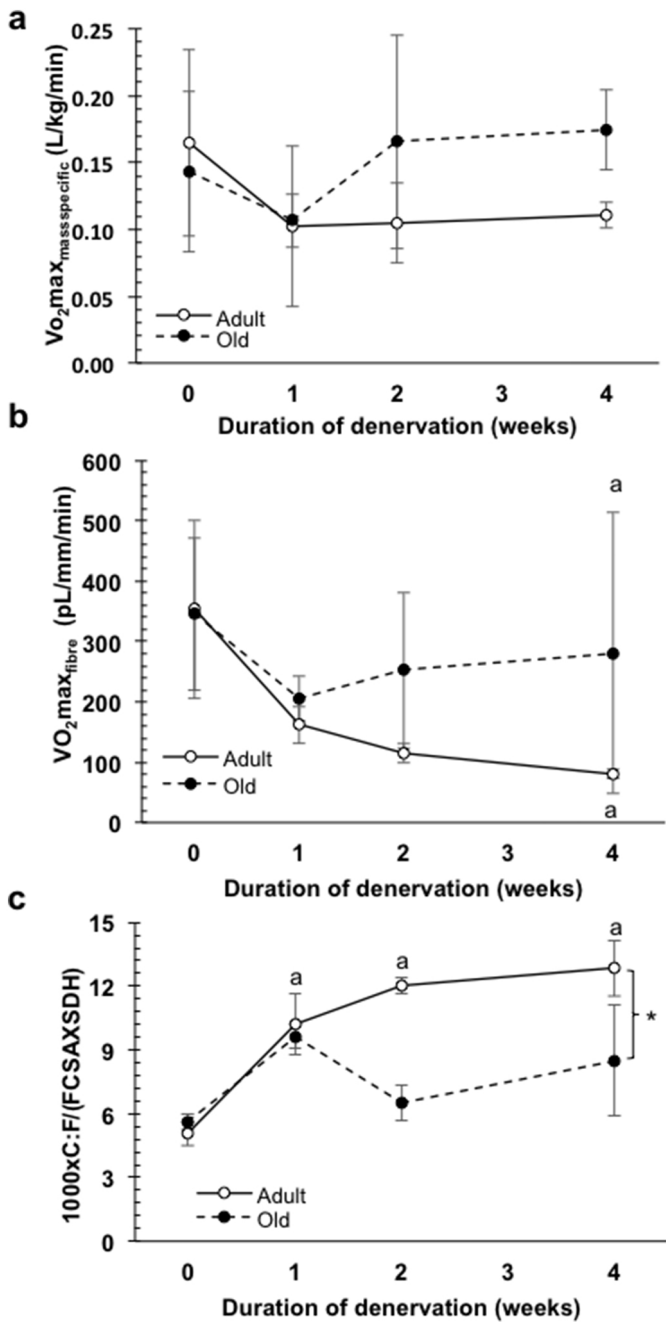 a
Vo2maxmassspecific (L/kg/min)
0.25
0.20
0.15
0.10
0.05
0.00
Adult
Old
0 1 2 3 4
Duration of denervation (weeks)
b
VO2maxfibre (pL/mm/min)
600
500
400
300
200
100
0
a
a
Adult
Old
0 1 2 3 4
Duration of denervation (weeks)
c
1000xC:F/(FCSAXSDH)
15
12
9
6
3
0
a a a
*
Adult
Old
0 1 2 3 4
Duration of denervation (weeks)